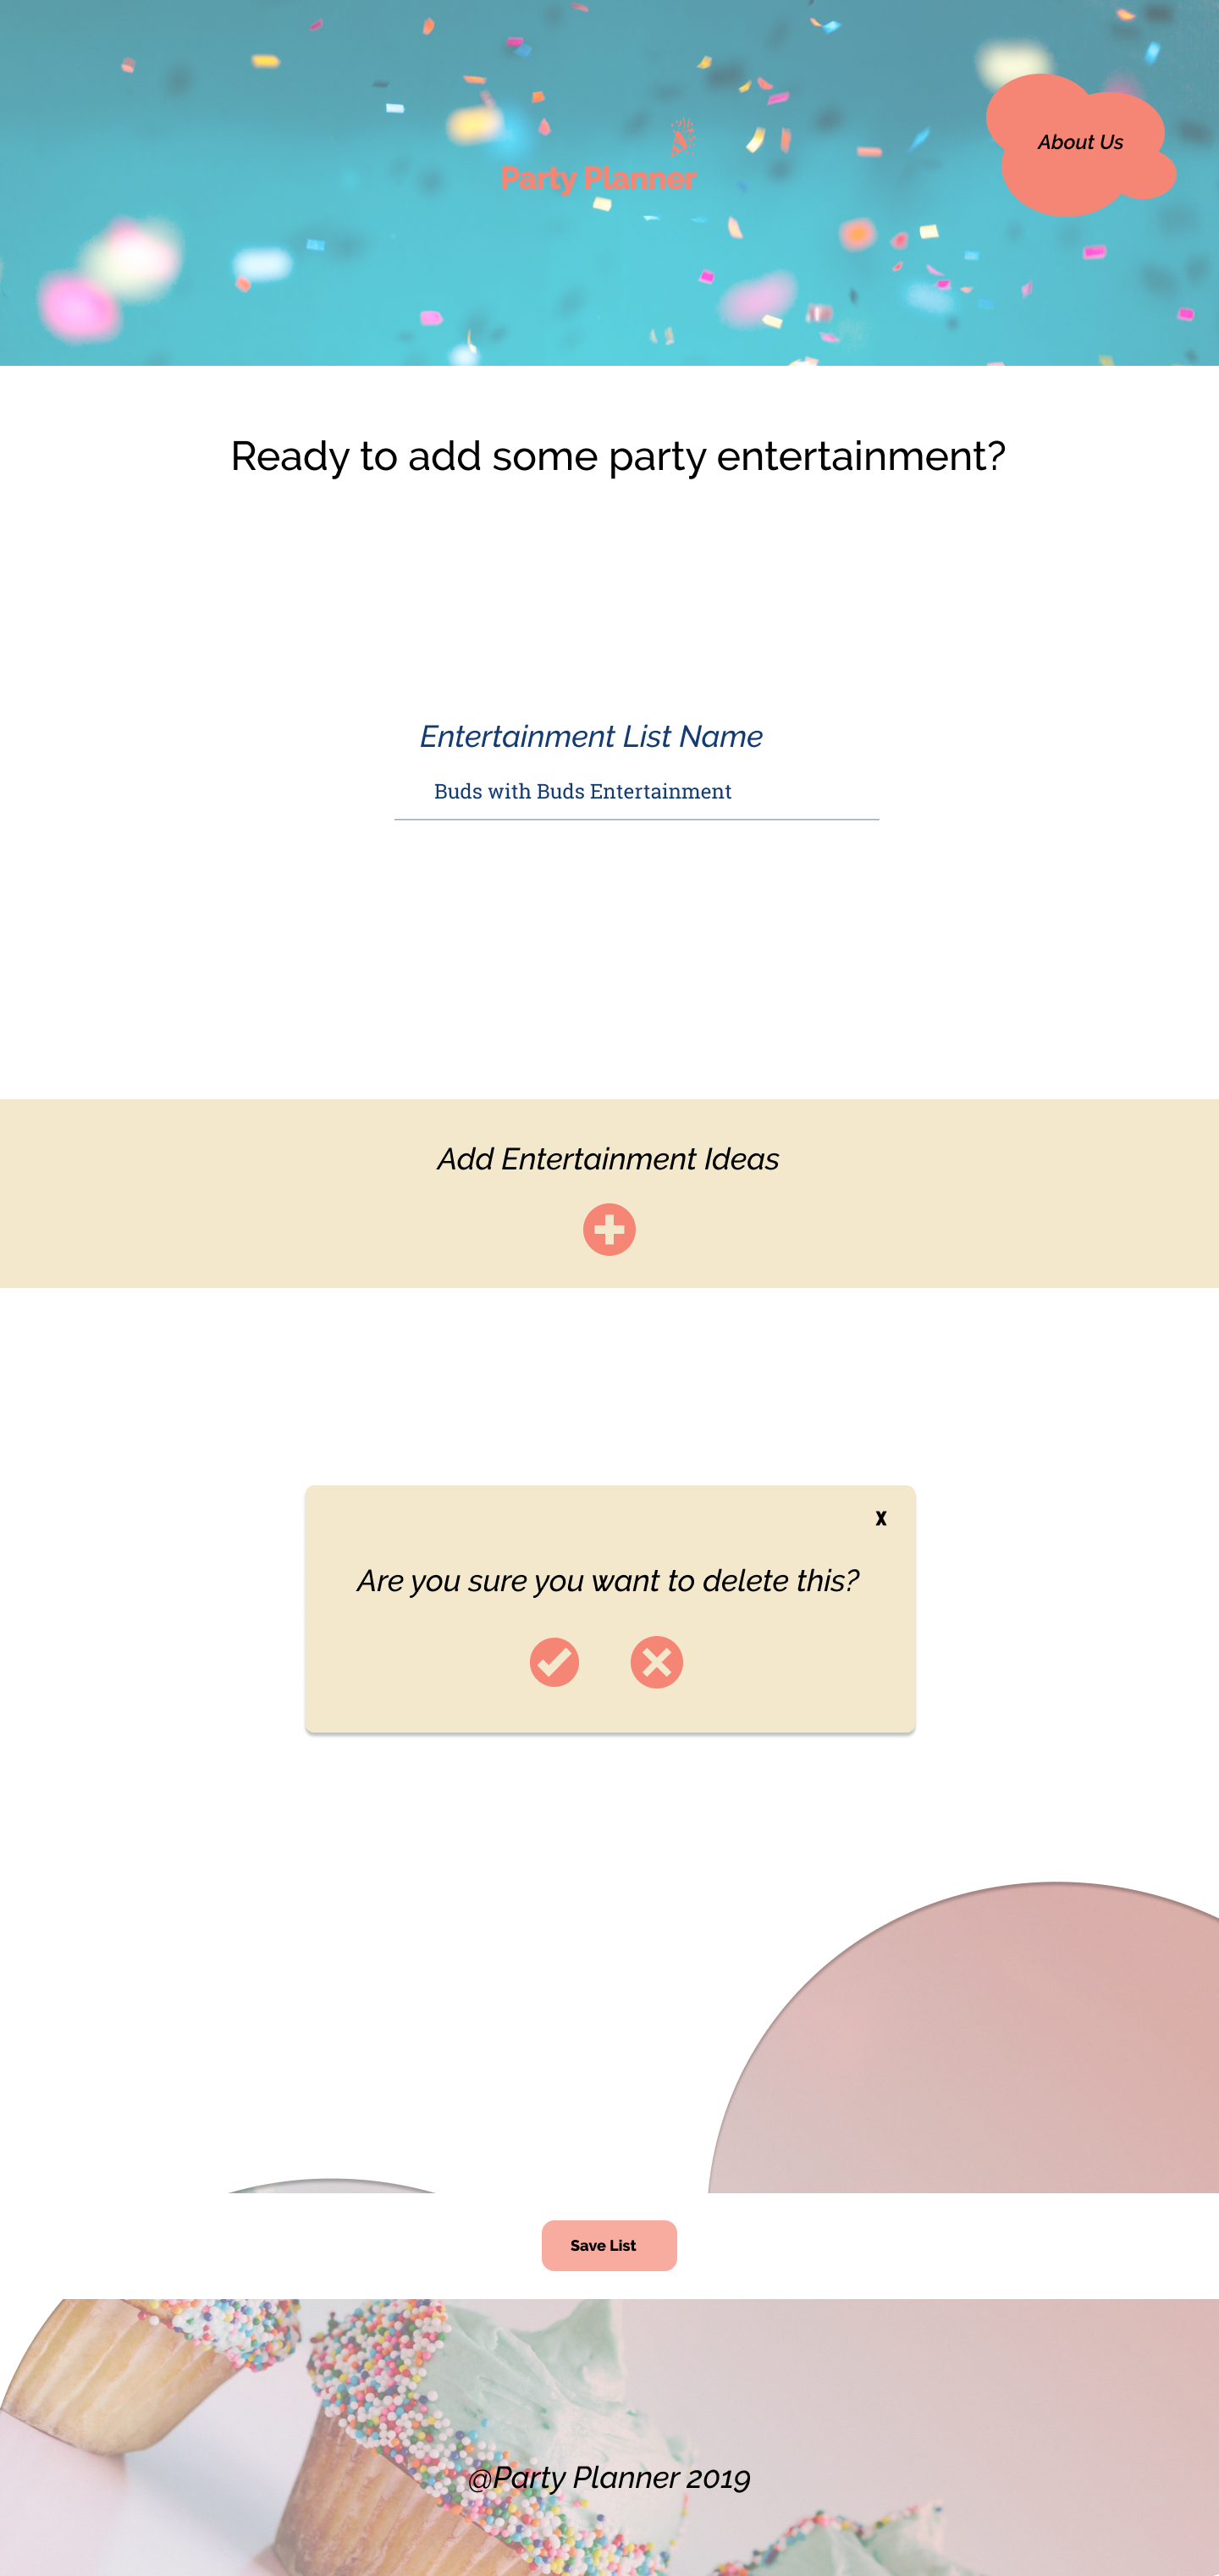 Party Planner
About Us
Ready to add some party entertainment?
Entertainment List Name
Buds with Buds Entertainment
Add Entertainment Ideas
X
Are you sure you want to delete this?
Save List
@Party Planner 2019